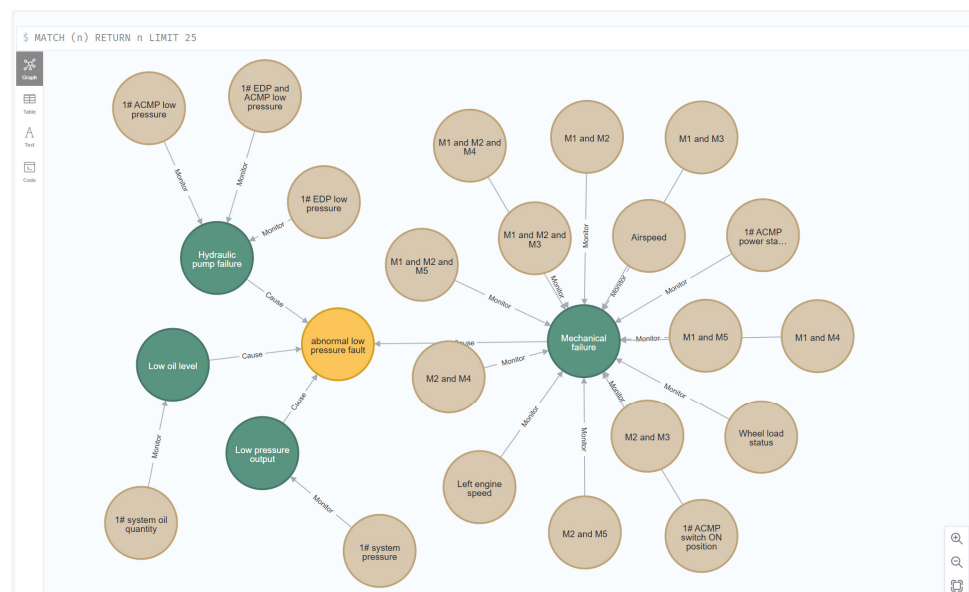 $ MATCH (n) RETURN n LIMIT 25
Graph
Table
Text
Code
1# ACMP low
pressure
1# EDP and
ACMP low
pressure
1# EDP low
pressure
Monitor
Monitor
Monitor
Hydraulic
pump failure
Cause
abnormal low
pressure fault
Low oil level
Cause
Cause
Low pressure
output
Monitor
1# system oil
quantity
Monitor
1# system
pressure
M1 and M2 and
M4
M1 and M2
M1 and M3
M1 and M2 and
M3
Airspeed
1# ACMP
power sta...
M1 and M2 and
M5
Monitor
Monitor
Monitor
Monitor
Monitor
Mechanical
failure
Monitor
M1 and M5
M1 and M4
Cause
M2 and M4
Monitor
Monitor
Monitor
Monitor
Monitor
M2 and M3
Wheel load
status
Left engine
speed
M2 and M5
1# ACMP
switch ON
position